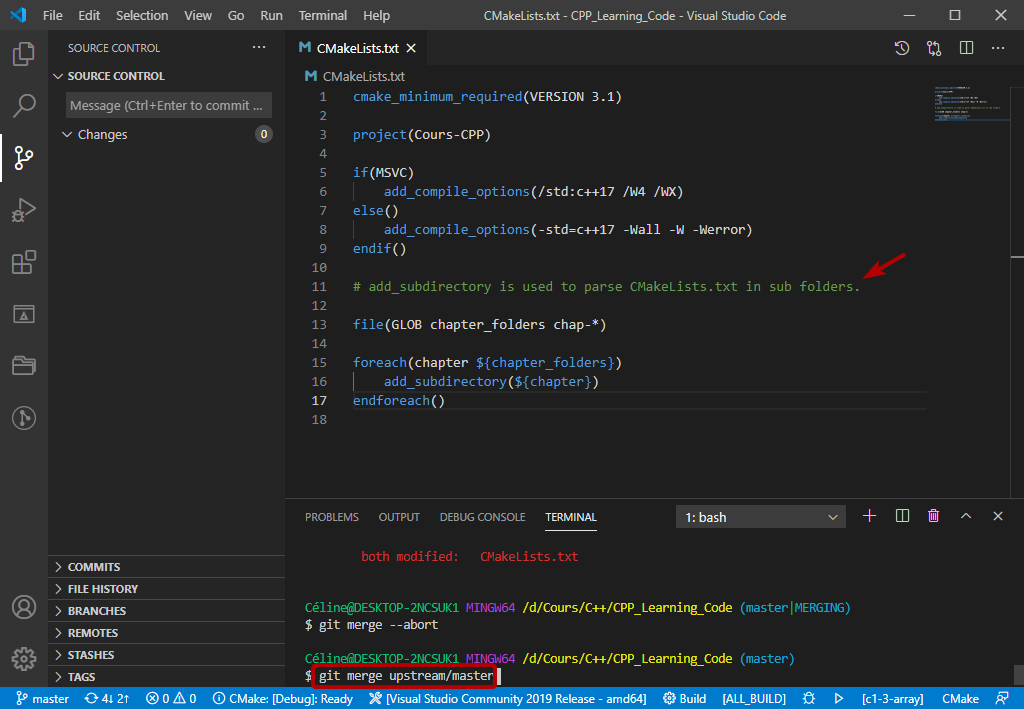 File Edit Selection View Go Run Terminal Help CMakeLists.txt - CPP_Learning_Code - Visual Studio Code
SOURCE CONTROL
SOURCE CONTROL
Message (Ctrl+Enter to commit ...
Changes 0
COMMITS
FILE HISTORY
BRANCHES
REMOTES
STASHES
TAGS
CMakeLists.txt
CMakeLists.txt
1 cmake_minimum_required(VERSION 3.1)
2
3 project(Cours-CPP)
4
5 if(MSVC)
6 add_compile_options(/std:c++17 /W4 /WX)
7 else()
8 add_compile_options(-std=c++17 -Wall -W -Werror)
9 endif()
10
11 # add_subdirectory is used to parse CMakeLists.txt in sub folders.
12
13 file(GLOB chapter_folders chap-*)
14
15 foreach(chapter ${chapter_folders})
16 add_subdirectory(${chapter})
17 endforeach()
18
PROBLEMS OUTPUT DEBUG CONSOLE TERMINAL 1: bash
both modified: CMakeLists.txt
Céline@DESKTOP-2NCSUK1 MINGW64 /d/Cours/C++/CPP_Learning_Code (master|MERGING)
$ git merge --abort
Céline@DESKTOP-2NCSUK1 MINGW64 /d/Cours/C++/CPP_Learning_Code (master)
$ git merge upstream/master
master 4↓ 2↑ 0 0 CMake: [Debug]: Ready [Visual Studio Community 2019 Release - amd64] Build [ALL_BUILD] [c1-3-array] CMake